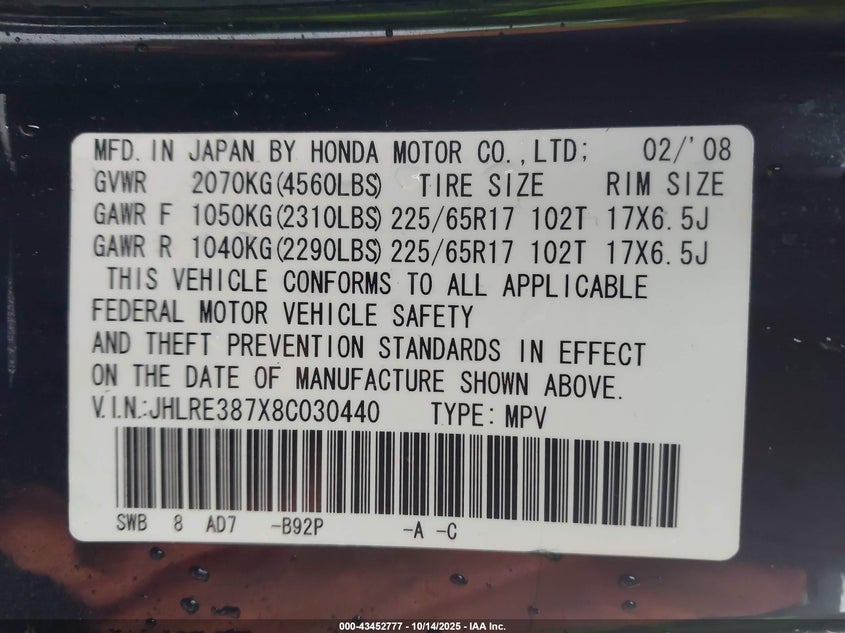 MFD. IN JAPAN BY HONDA MOTOR CO.,LTD; 02/'08
GVWR 2070KG(4560LBS) TIRE SIZE RIM SIZE
GAWR F 1050KG(2310LBS) 225/65R17 102T 17X6.5J
GAWR R 1040KG(2290LBS) 225/65R17 102T 17X6.5J
THIS VEHICLE CONFORMS TO ALL APPLICABLE
FEDERAL MOTOR VEHICLE SAFETY
AND THEFT PREVENTION STANDARDS IN EFFECT
ON THE DATE OF MANUFACTURE SHOWN ABOVE.
V.I.N.:JHLRE387X8C030440 TYPE: MPV
SWB 8 AD7 -B92P -A -C
000-43452777 - 10/14/2025 - IAA Inc.